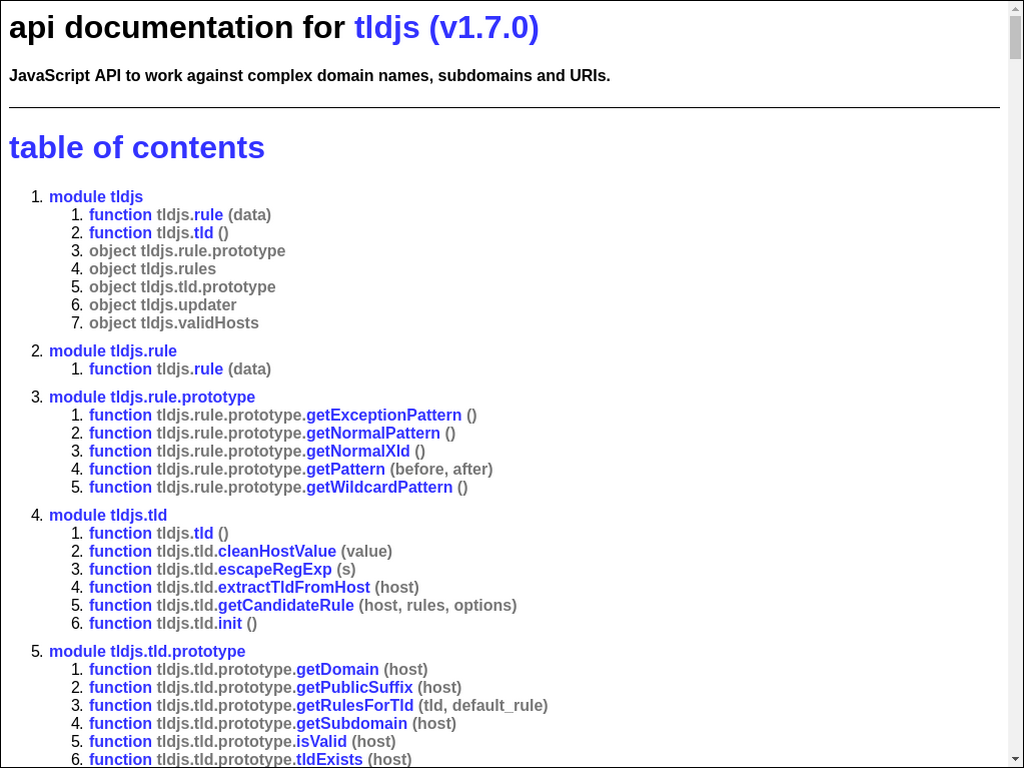 api documentation for tldjs (v1.7.0)
JavaScript API to work against complex domain names, subdomains and URIs.
table of contents
1. module tldjs
1. function tldjs.rule (data)
2. function tldjs.tld ()
3. object tldjs.rule.prototype
4. object tldjs.rules
5. object tldjs.tld.prototype
6. object tldjs.updater
7. object tldjs.validHosts
2. module tldjs.rule
1. function tldjs.rule (data)
3. module tldjs.rule.prototype
1. function tldjs.rule.prototype.getExceptionPattern ()
2. function tldjs.rule.prototype.getNormalPattern ()
3. function tldjs.rule.prototype.getNormalXld ()
4. function tldjs.rule.prototype.getPattern (before, after)
5. function tldjs.rule.prototype.getWildcardPattern ()
4. module tldjs.tld
1. function tldjs.tld ()
2. function tldjs.tld.cleanHostValue (value)
3. function tldjs.tld.escapeRegExp (s)
4. function tldjs.tld.extractTldFromHost (host)
5. function tldjs.tld.getCandidateRule (host, rules, options)
6. function tldjs.tld.init ()
5. module tldjs.tld.prototype
1. function tldjs.tld.prototype.getDomain (host)
2. function tldjs.tld.prototype.getPublicSuffix (host)
3. function tldjs.tld.prototype.getRulesForTld (tld, default_rule)
4. function tldjs.tld.prototype.getSubdomain (host)
5. function tldjs.tld.prototype.isValid (host)
6. function tldjs.tld.prototype.tldExists (host)